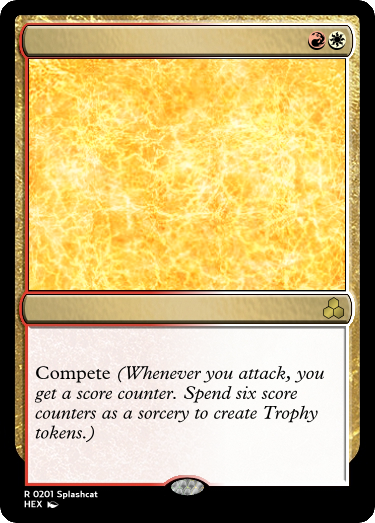 Compete (Whenever you attack, you
get a score counter. Spend six score
counters as a sorcery to create Trophy
tokens.)
R 0201 Splashcat
HEX